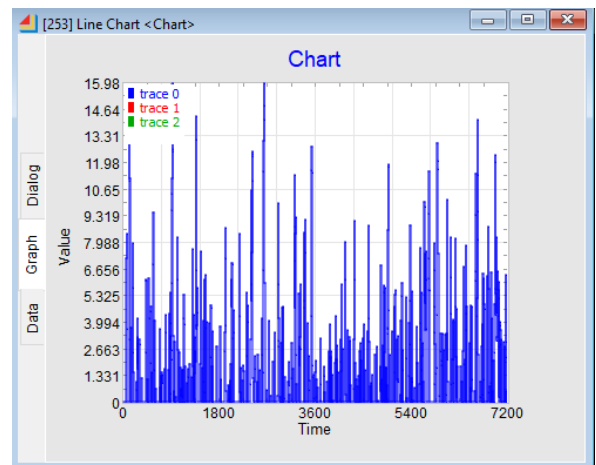 [253] Line Chart <Chart>
Chart
Dialog
Graph
Data
Value
15.98
14.64
13.31
11.98
10.65
9.319
7.988
6.656
5.325
3.994
2.663
1.331
0
trace 0
trace 1
trace 2
0 1800 3600 5400 7200
Time